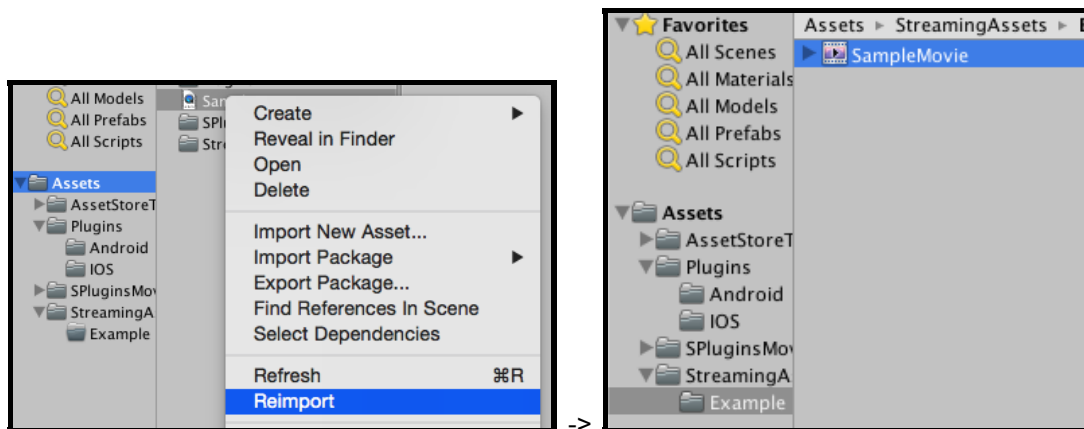 All Models
All Prefabs
All Scripts
Assets
AssetStoreT
Plugins
Android
IOS
SPluginsMov
StreamingA
Example
Sa
SPl
Str
Create
Reveal in Finder
Open
Delete
Import New Asset...
Import Package
Export Package...
Find References In Scene
Select Dependencies
Refresh ⌘R
Reimport
->
Favorites
All Scenes
All Materials
All Models
All Prefabs
All Scripts
Assets
AssetStoreT
Plugins
Android
IOS
SPluginsMov
StreamingA
Example
Assets ▸ StreamingAssets ▸ E
SampleMovie